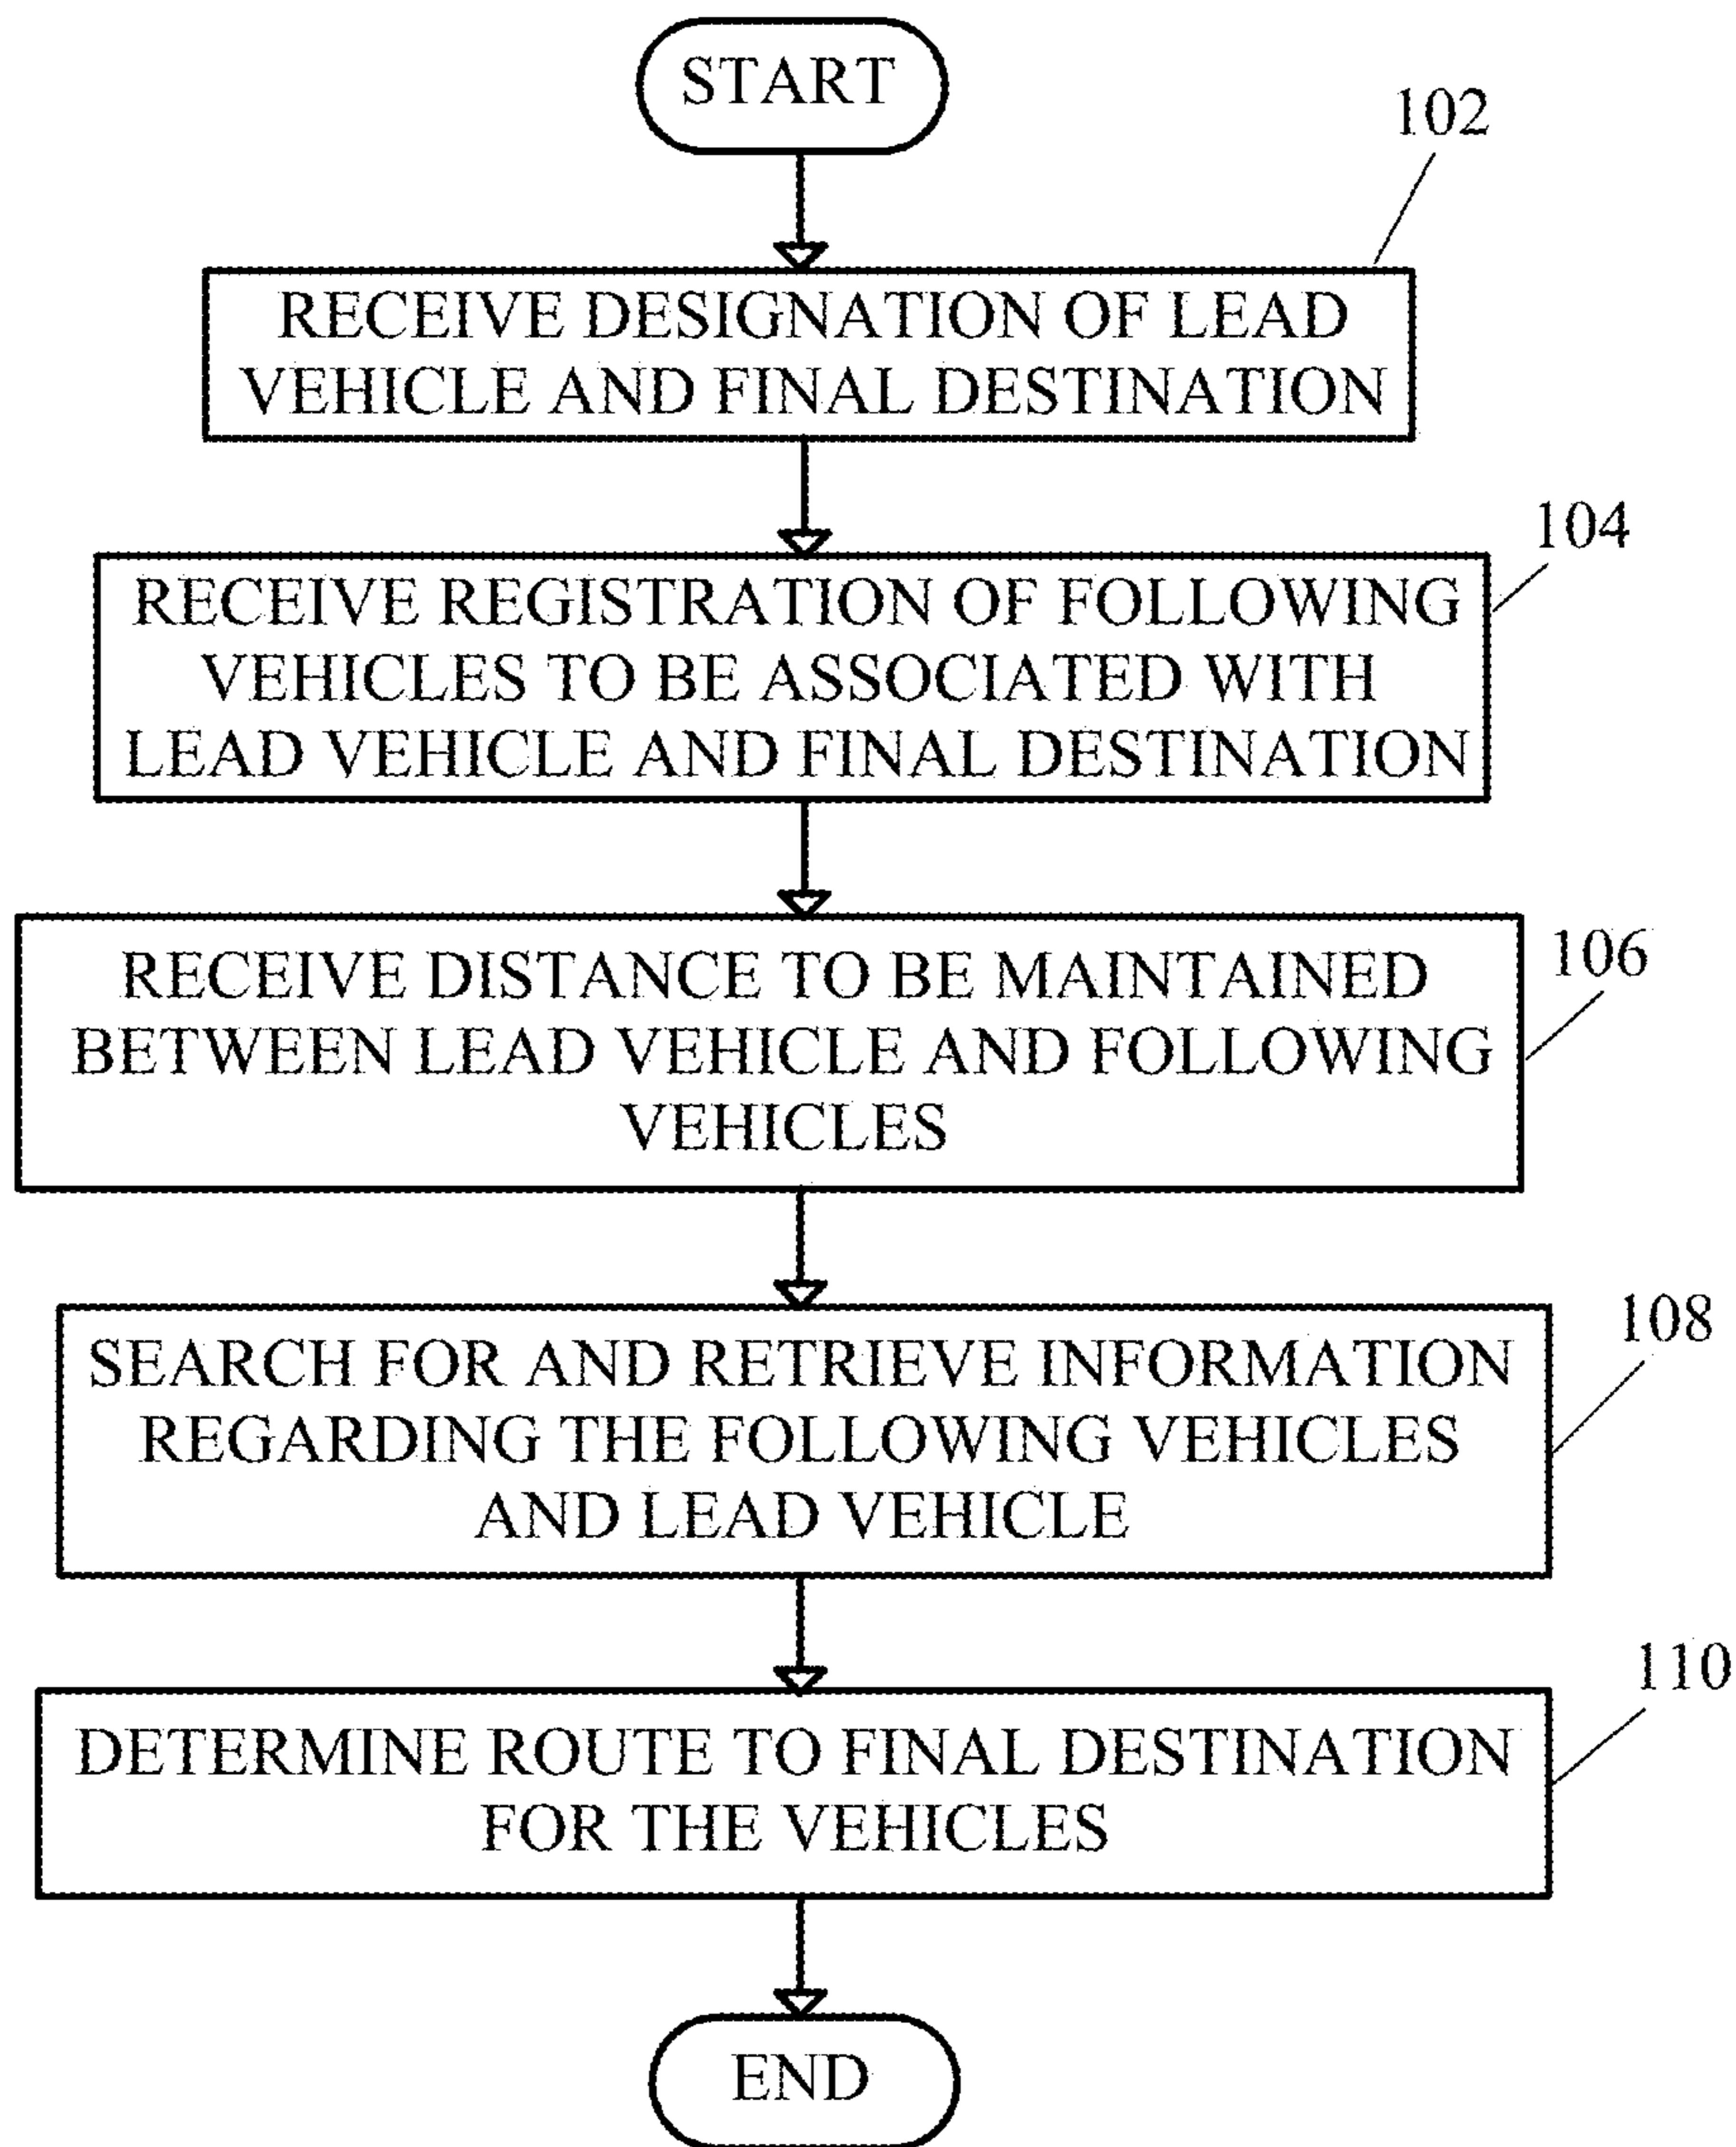 START
102
RECEIVE DESIGNATION OF LEAD
VEHICLE AND FINAL DESTINATION
104
RECEIVE REGISTRATION OF FOLLOWING
VEHICLES TO BE ASSOCIATED WITH
LEAD VEHICLE AND FINAL DESTINATION
106
RECEIVE DISTANCE TO BE MAINTAINED
BETWEEN LEAD VEHICLE AND FOLLOWING
VEHICLES
108
SEARCH FOR AND RETRIEVE INFORMATION
REGARDING THE FOLLOWING VEHICLES
AND LEAD VEHICLE
110
DETERMINE ROUTE TO FINAL DESTINATION
FOR THE VEHICLES
END